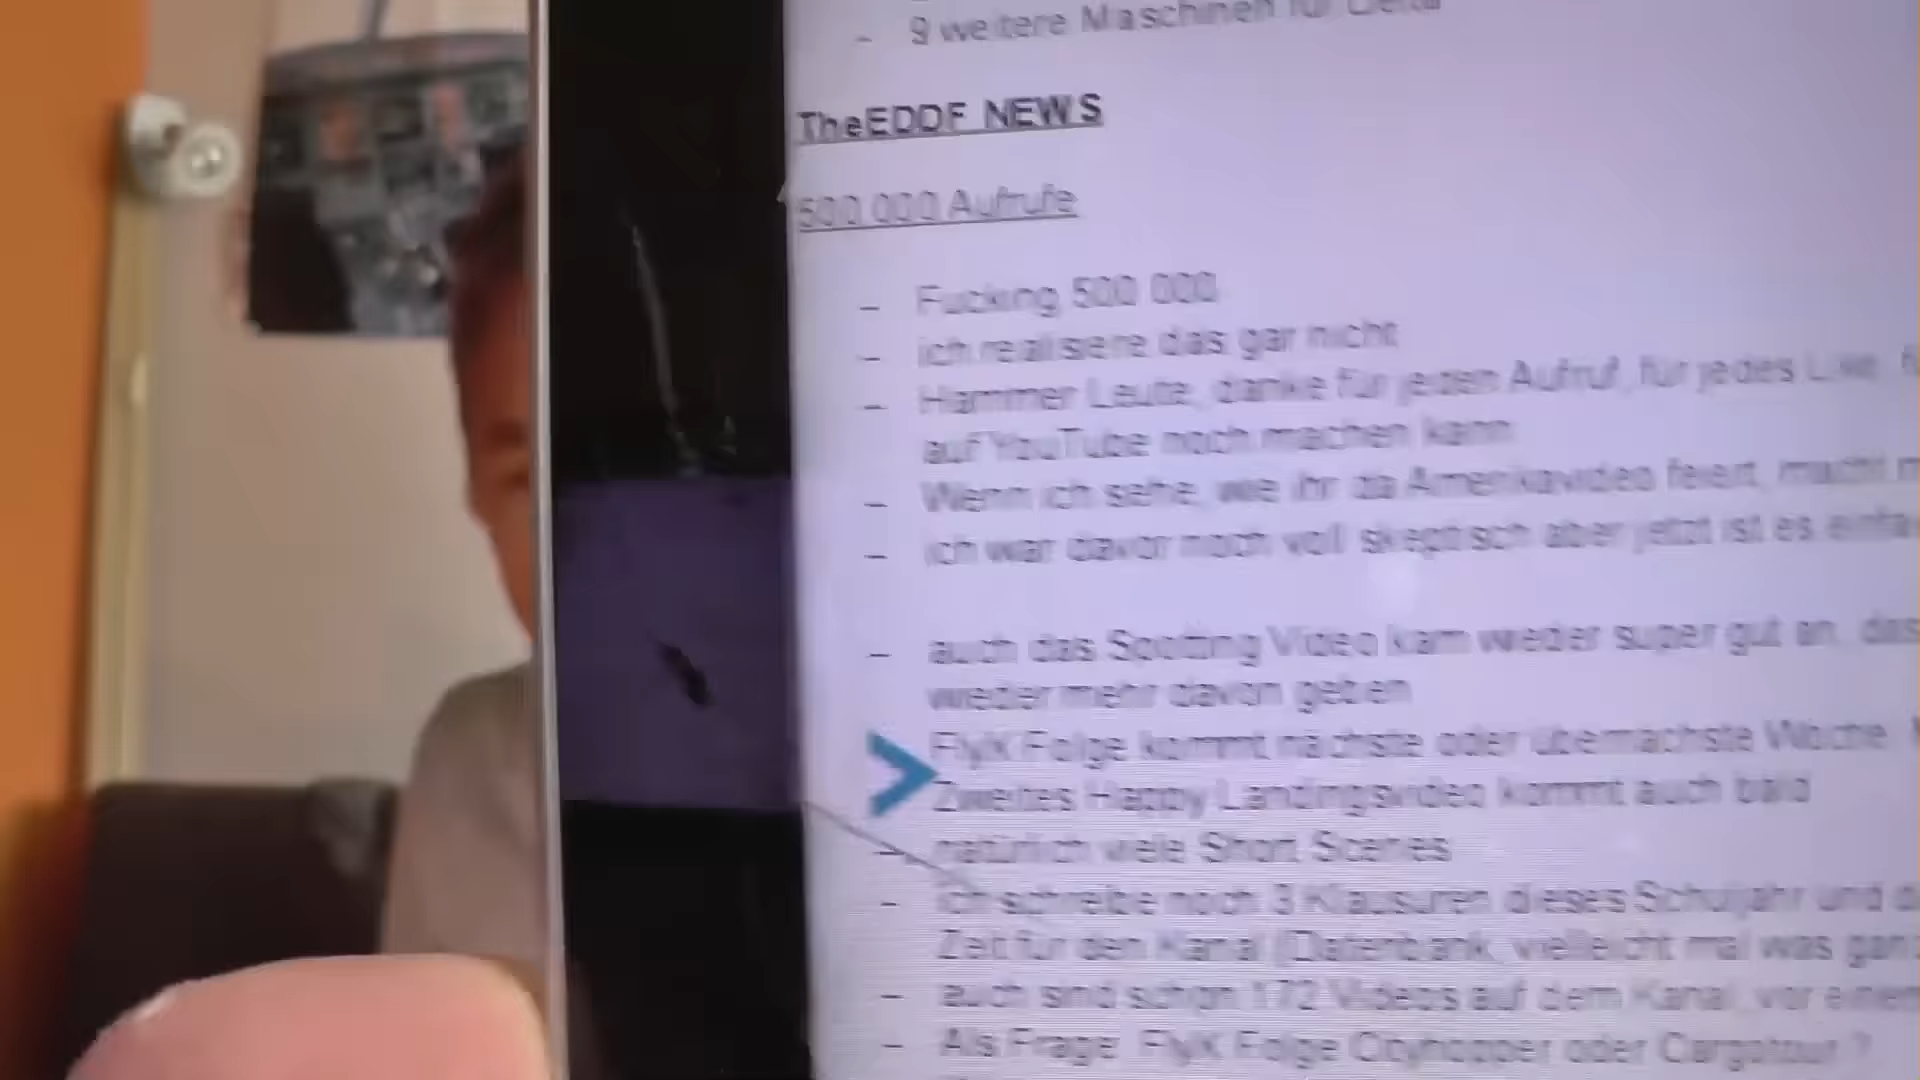 - 9 weitere Maschinen für Delta
TheEDDF NEWS
500 000 Aufrufe
- Fucking 500 000
- ich realisiere das gar nicht
- Hammer Leute, danke für jeden Aufruf, für jedes Like,
auf YouTube noch machen kann
- Wenn ich sehe, wie ihr za Amerikavideo feiert, macht
- ich war davor noch voll skeptisch aber jetzt ist es
- auch das Spotting Video kam wieder super gut an,
wieder mehr davon geben
FlyK Folge kommt nächste oder übernächste Woche
Zweites Happy Landingsvideo kommt auch bald
- natürlich viele Short Scenes
- ich schreibe noch 3 Klausuren dieses Schuljahr und
Zeit für den Kanal (Datenbank, vielleicht mal was
- auch sind schon 172 Videos auf dem Kanal, vor
- Als Frage: FlyK Folge Cityhopper oder Cargotour ?